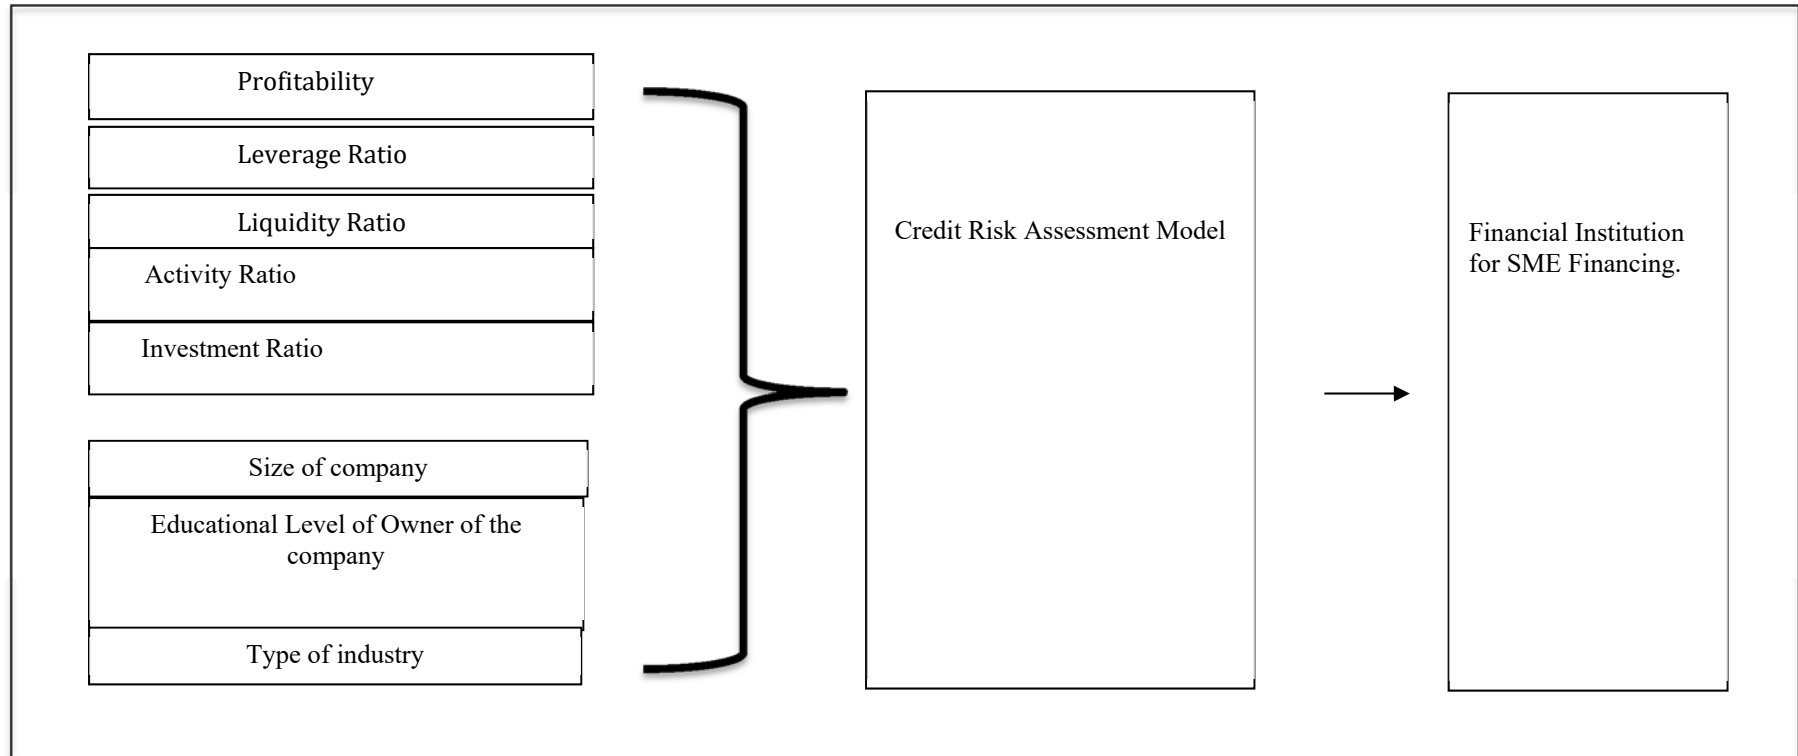 Profitability
Leverage Ratio
Liquidity Ratio
Activity Ratio
Investment Ratio
Size of company
Educational Level of Owner of the
company
Type of industry
Credit Risk Assessment Model
Financial Institution
for SME Financing.